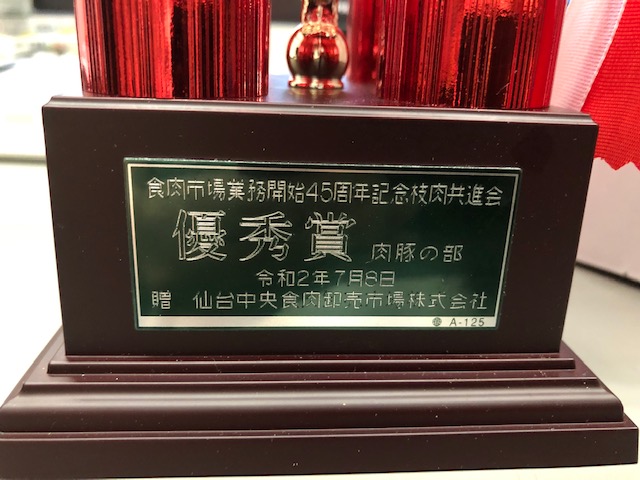 食肉市場業務開始45周年記念枝肉共進会
優秀賞 肉豚の部
令和2年7月8日
贈 仙台中央食肉卸売市場株式会社
A-125